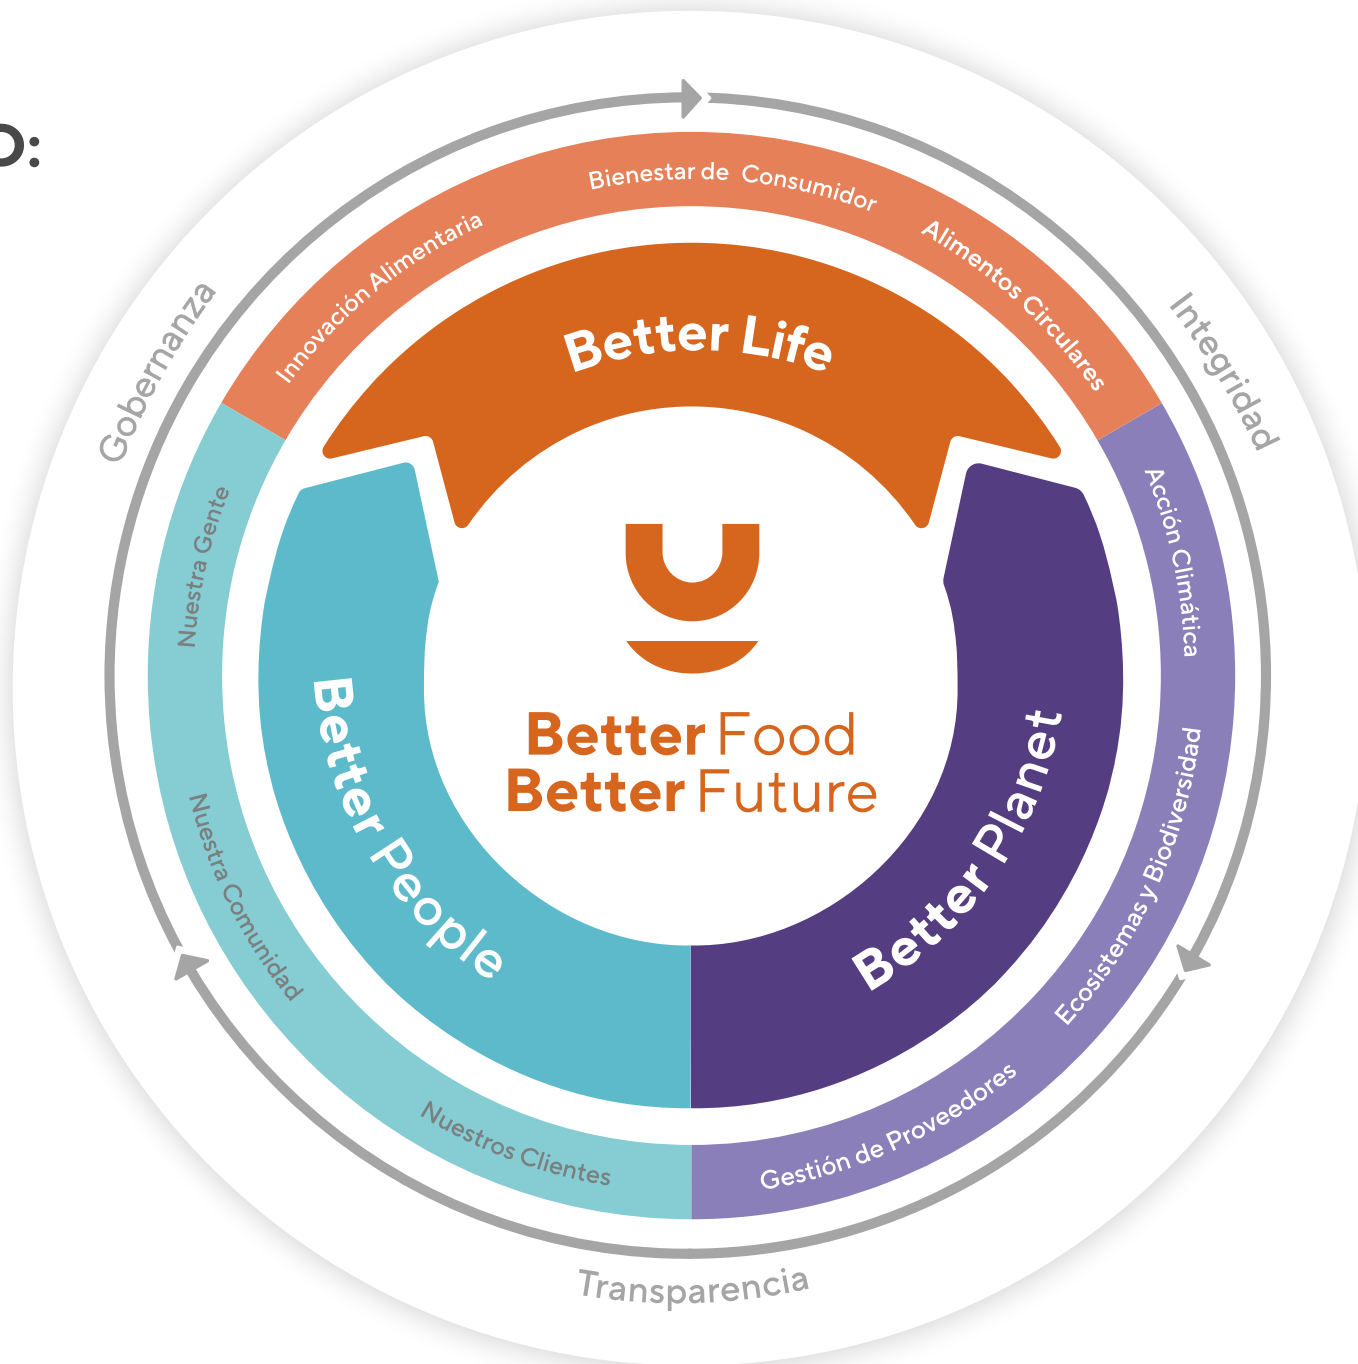 O:
Gobernanza
Integridad
Transparencia
Innovación Alimentaria
Bienestar de Consumidor
Alimentos Circulares
Acción Climática
Ecosistemas y Biodiversidad
Gestión de Proveedores
Nuestros Clientes
Nuestra Comunidad
Nuestra Gente
Better Life
Better Planet
Better People
Better Food
Better Future